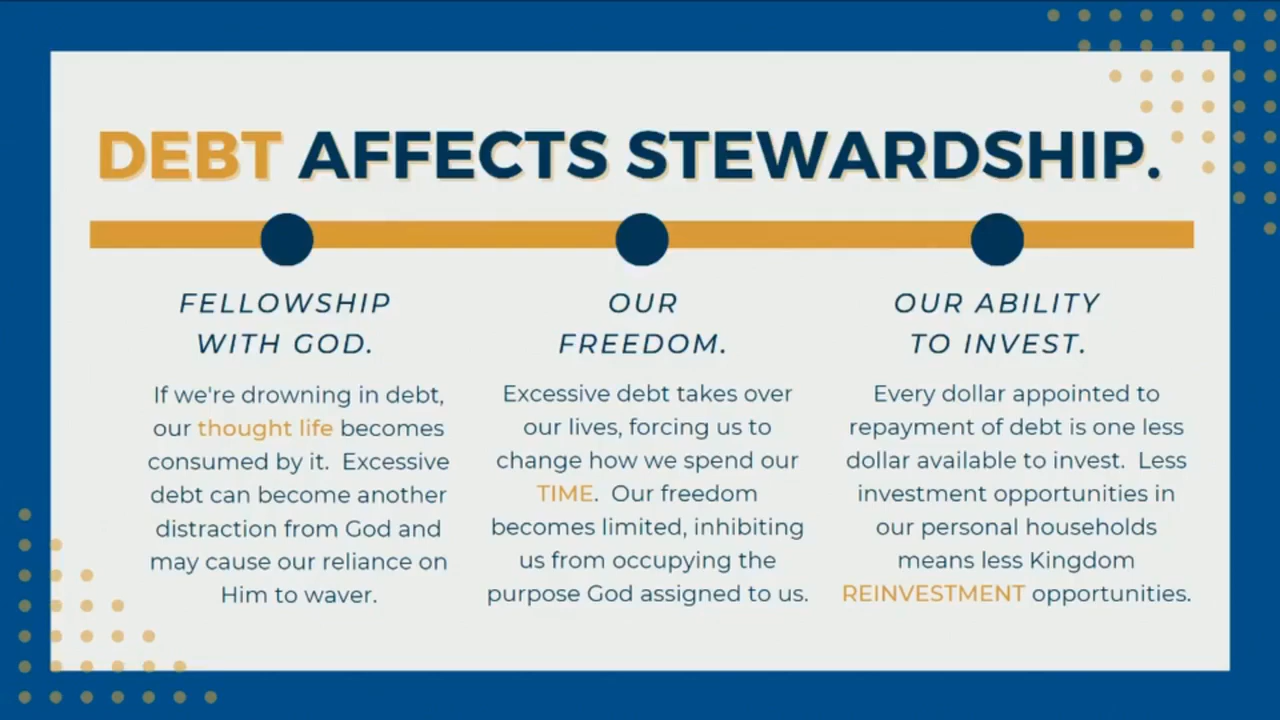 DEBT AFFECTS STEWARDSHIP.
FELLOWSHIP
WITH GOD.
If we're drowning in debt,
our thought life becomes
consumed by it.  Excessive
debt can become another
distraction from God and
may cause our reliance on
Him to waver.
OUR
FREEDOM.
Excessive debt takes over
our lives, forcing us to
change how we spend our
TIME.  Our freedom
becomes limited, inhibiting
us from occupying the
purpose God assigned to us.
OUR ABILITY
TO INVEST.
Every dollar appointed to
repayment of debt is one less
dollar available to invest.  Less
investment opportunities in
our personal households
means less Kingdom
REINVESTMENT opportunities.